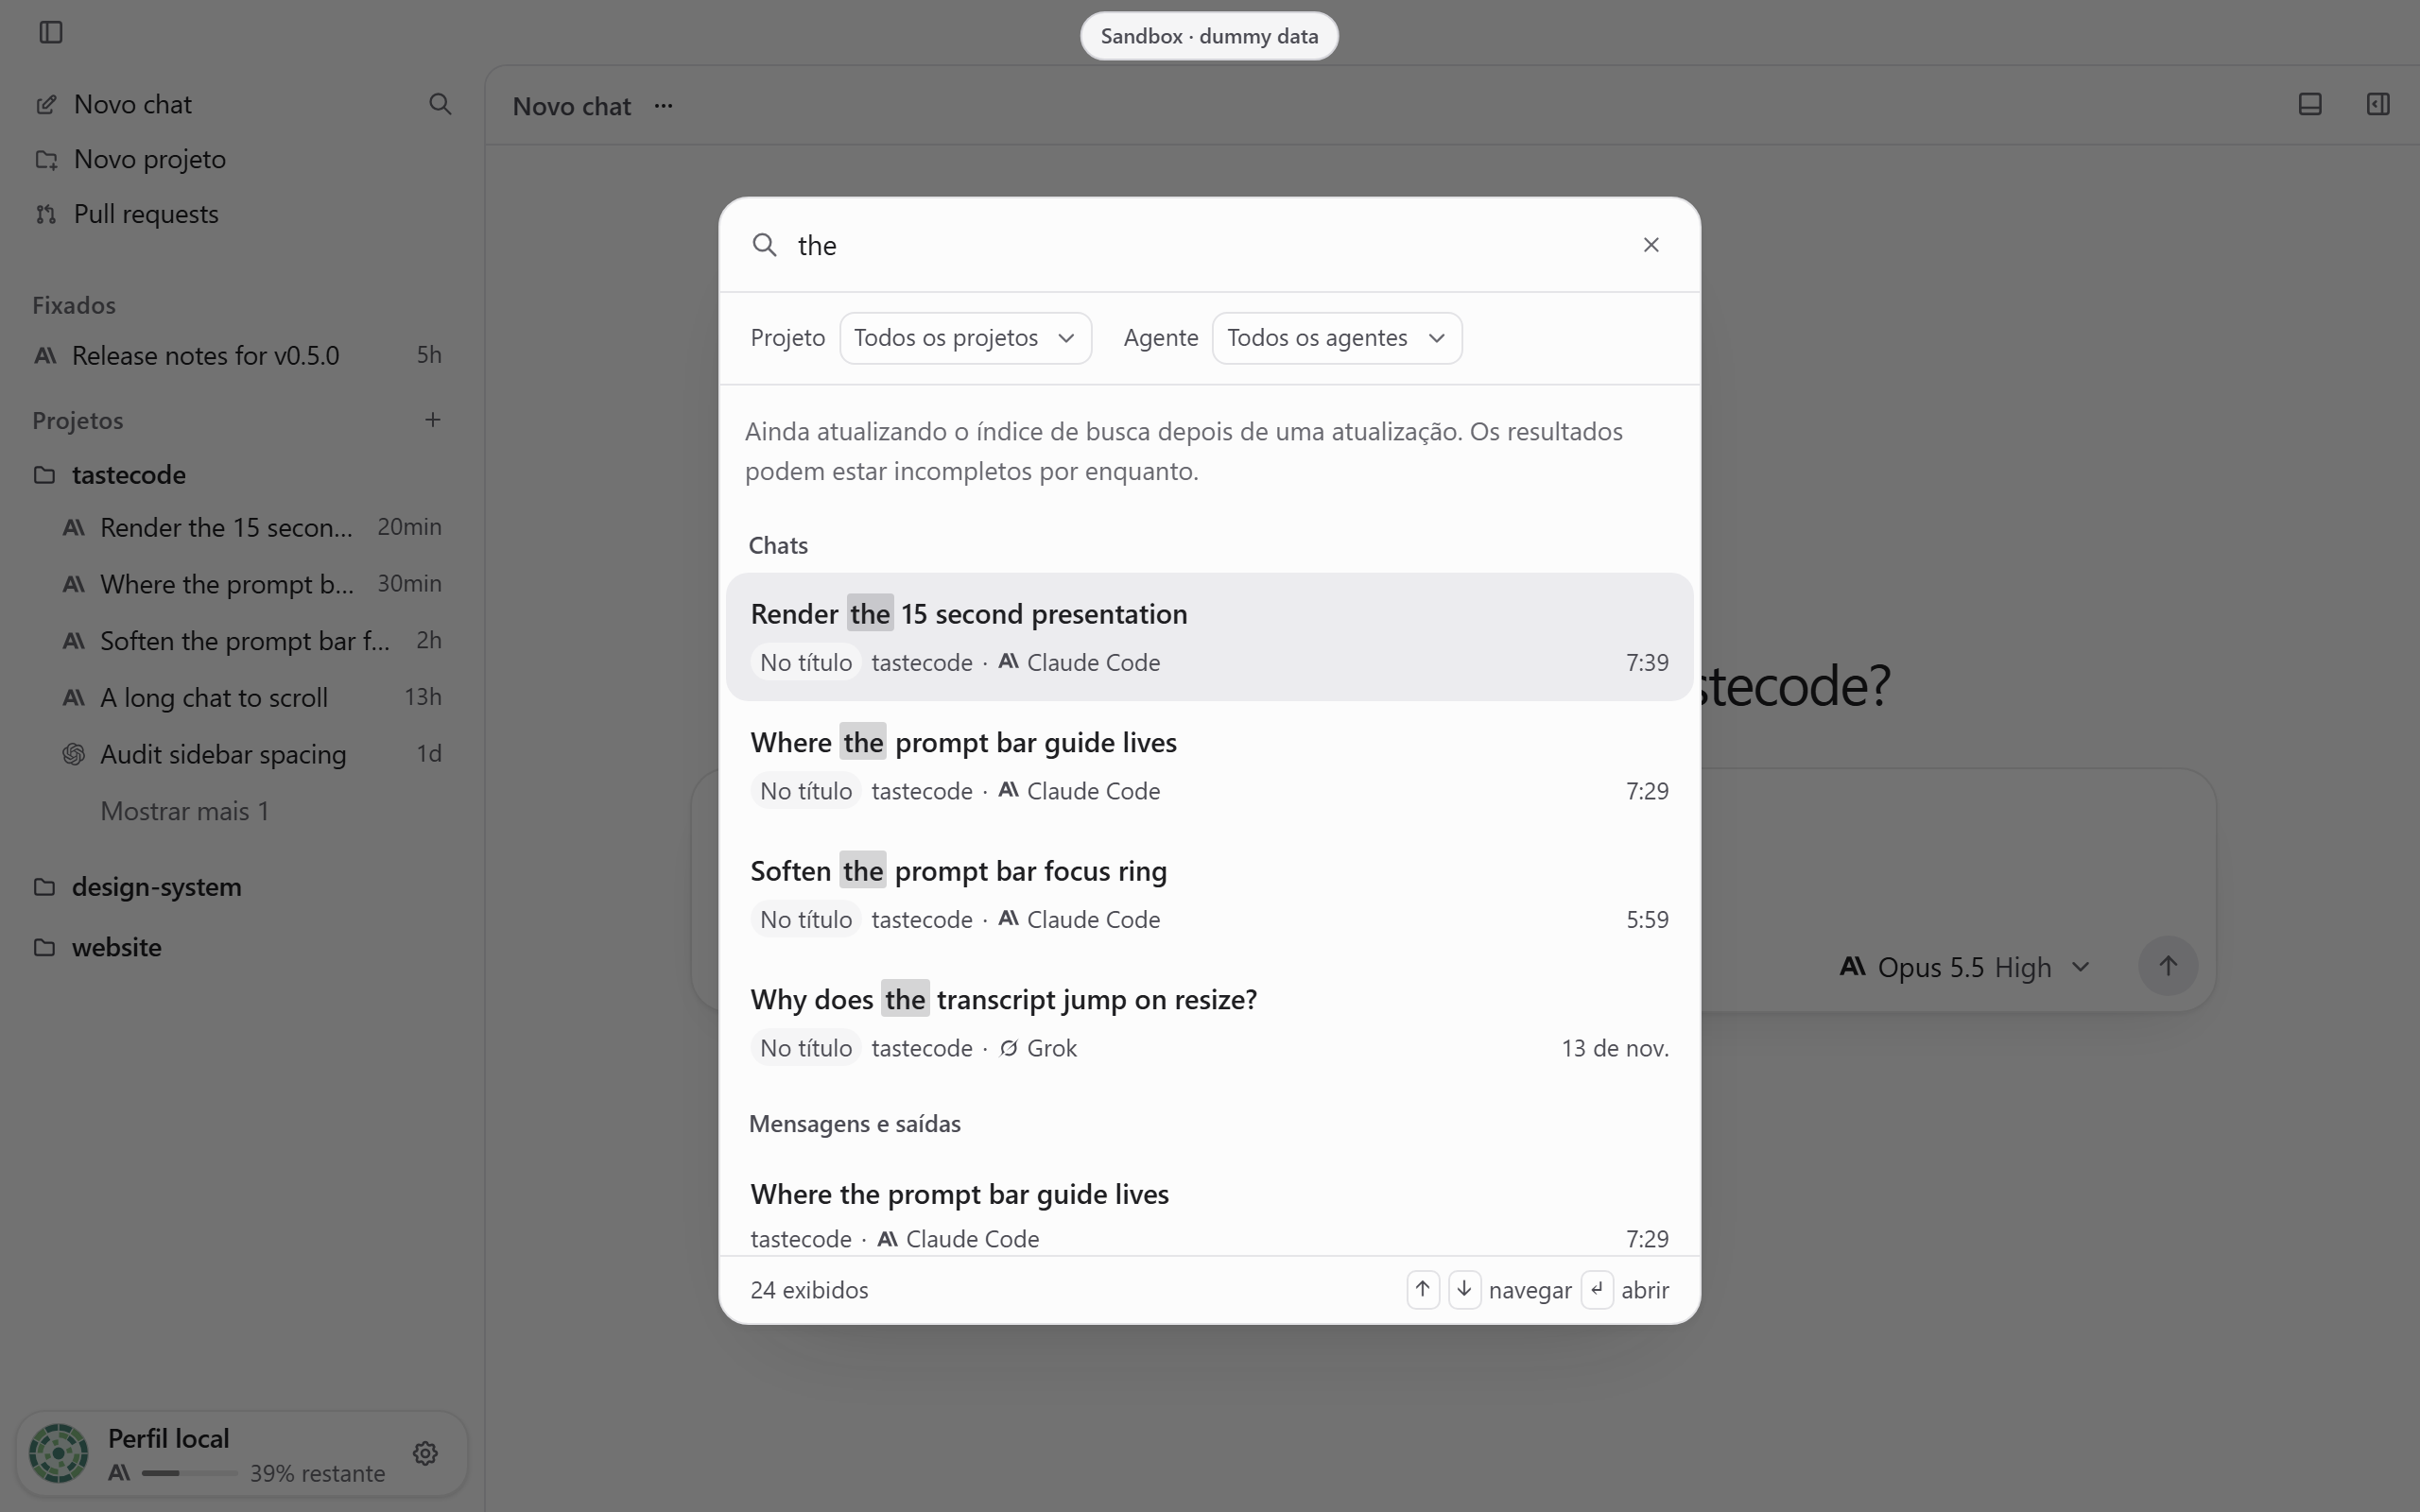 Sandbox · dummy data
Novo chat
Novo projeto
Pull requests
Fixados
Release notes for v0.5.0 5h
Projetos
tastecode
Render the 15 secon... 20min
Where the prompt b... 30min
Soften the prompt bar f... 2h
A long chat to scroll 13h
Audit sidebar spacing 1d
Mostrar mais 1
design-system
website
Perfil local
39% restante
Novo chat
stecode?
Opus 5.5 High
the
Projeto Todos os projetos Agente Todos os agentes
Ainda atualizando o índice de busca depois de uma atualização. Os resultados
podem estar incompletos por enquanto.
Chats
Render the 15 second presentation
No título tastecode · Claude Code 7:39
Where the prompt bar guide lives
No título tastecode · Claude Code 7:29
Soften the prompt bar focus ring
No título tastecode · Claude Code 5:59
Why does the transcript jump on resize?
No título tastecode · Grok 13 de nov.
Mensagens e saídas
Where the prompt bar guide lives
tastecode · Claude Code 7:29
24 exibidos navegar abrir